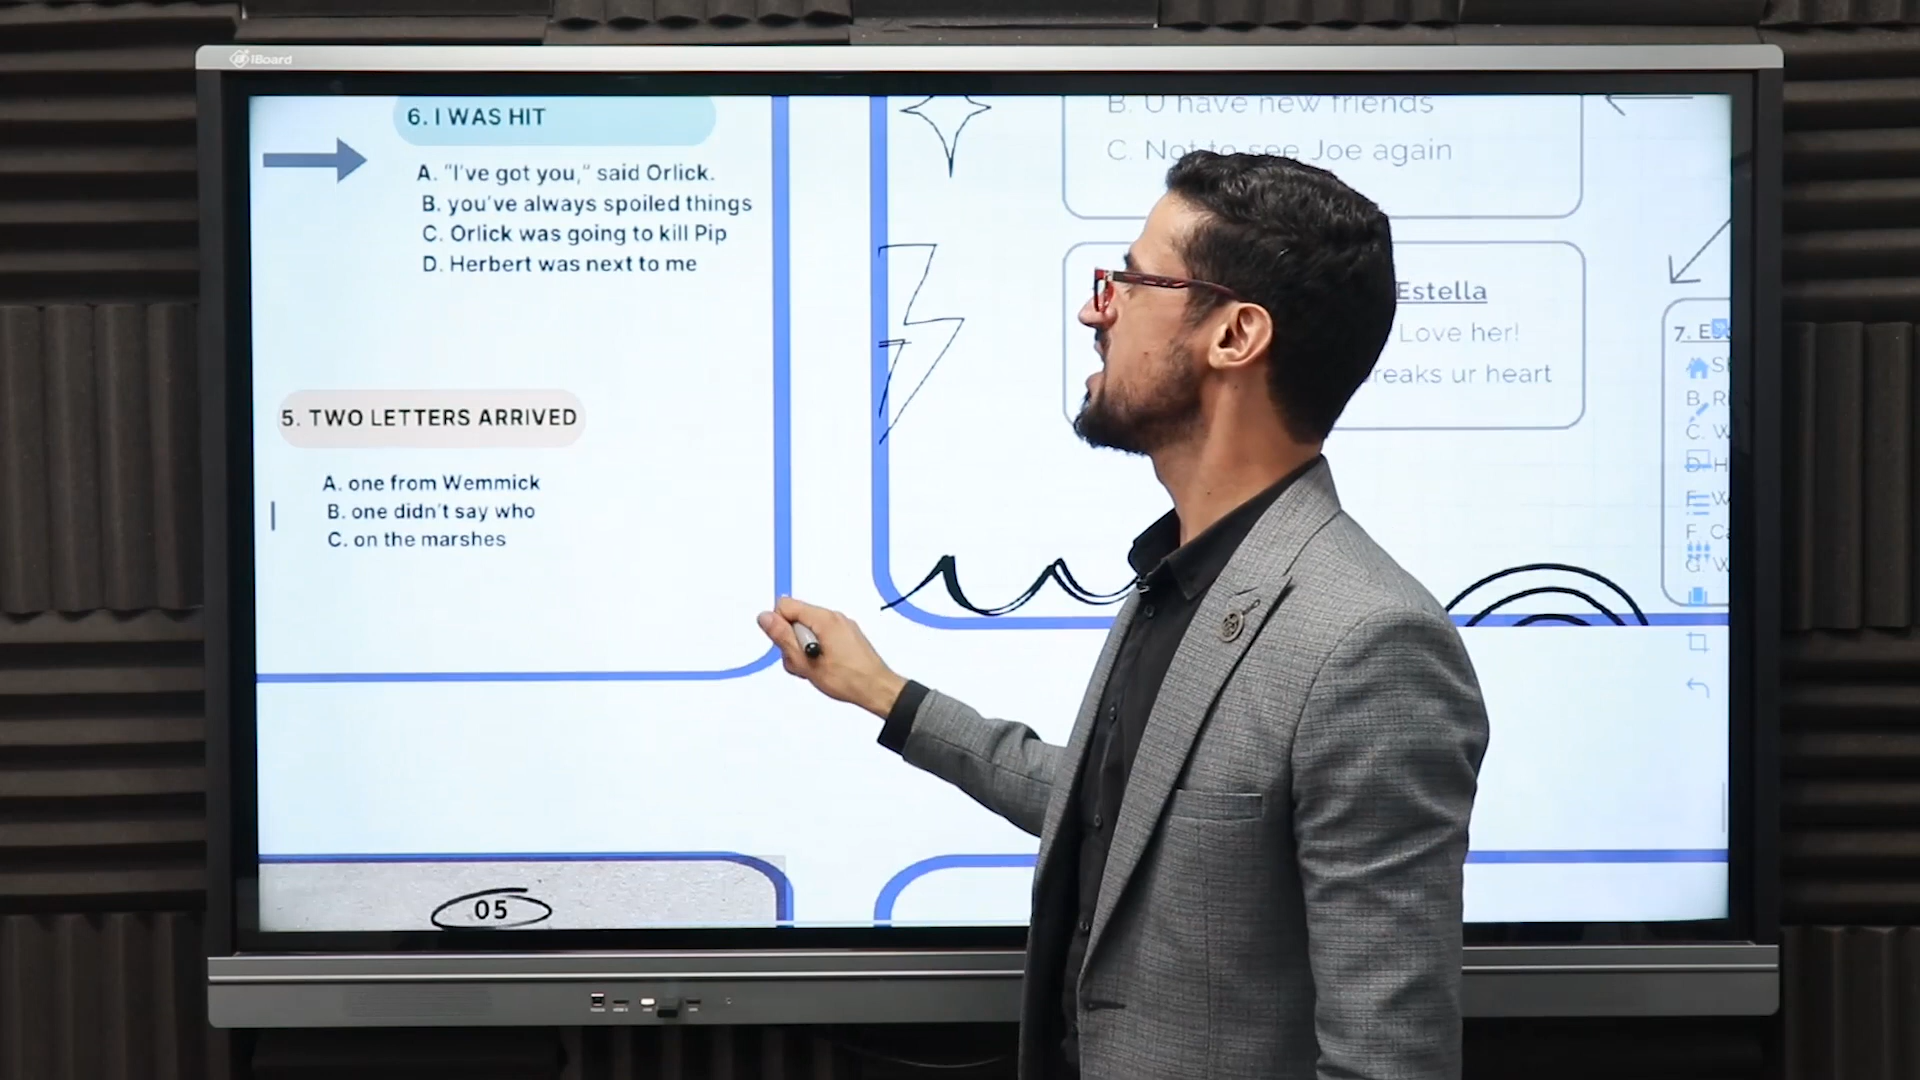 iBoard
6. I WAS HIT
A. "I've got you," said Orlick.
B. you've always spoiled things
C. Orlick was going to kill Pip
D. Herbert was next to me
5. TWO LETTERS ARRIVED
A. one from Wemmick
B. one didn't say who
C. on the marshes
05
B. U have new friends
C. Not to see Joe again
Estella
Love her!
breaks ur heart
7.
B.
C.
D.
E.
F.
G.